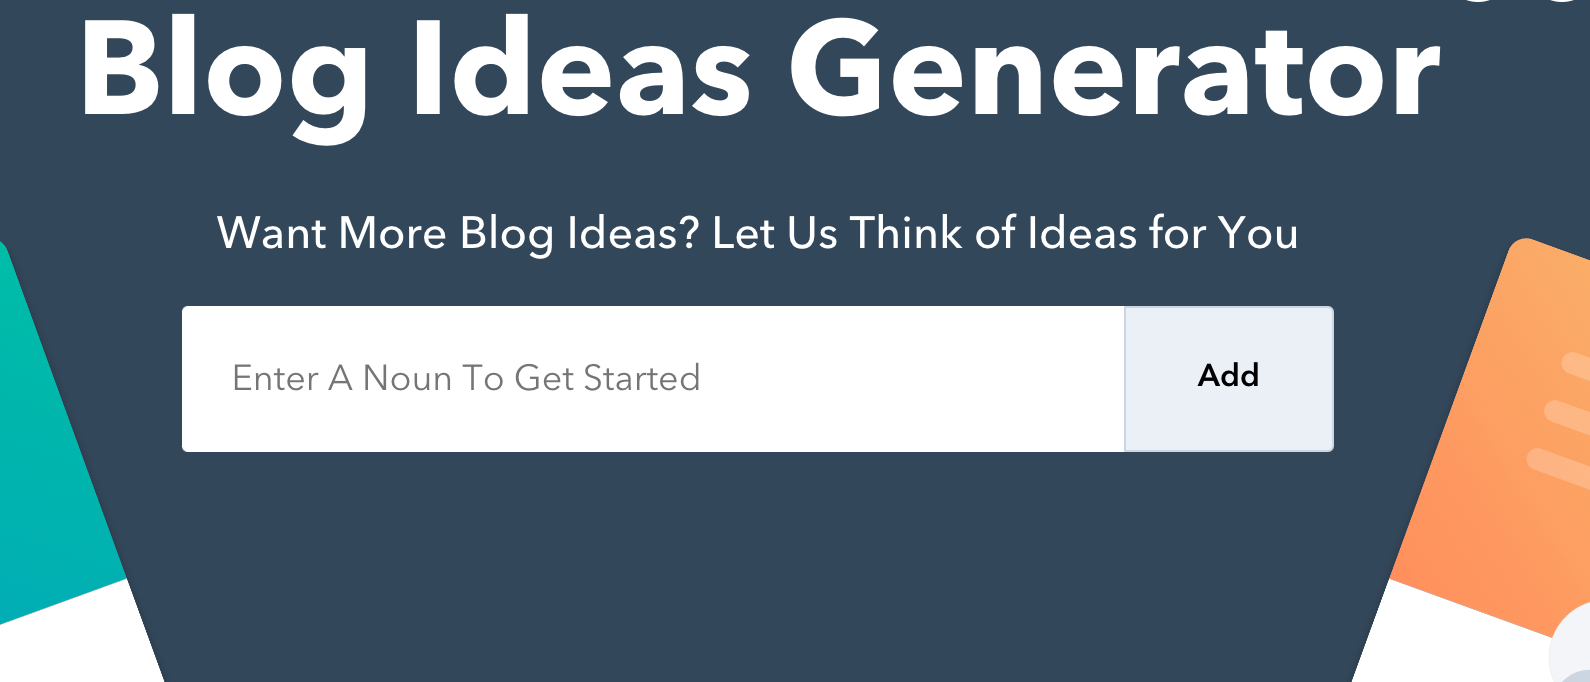 Blog Ideas Generator
Want More Blog Ideas? Let Us Think of Ideas for You
Enter A Noun To Get Started
Add